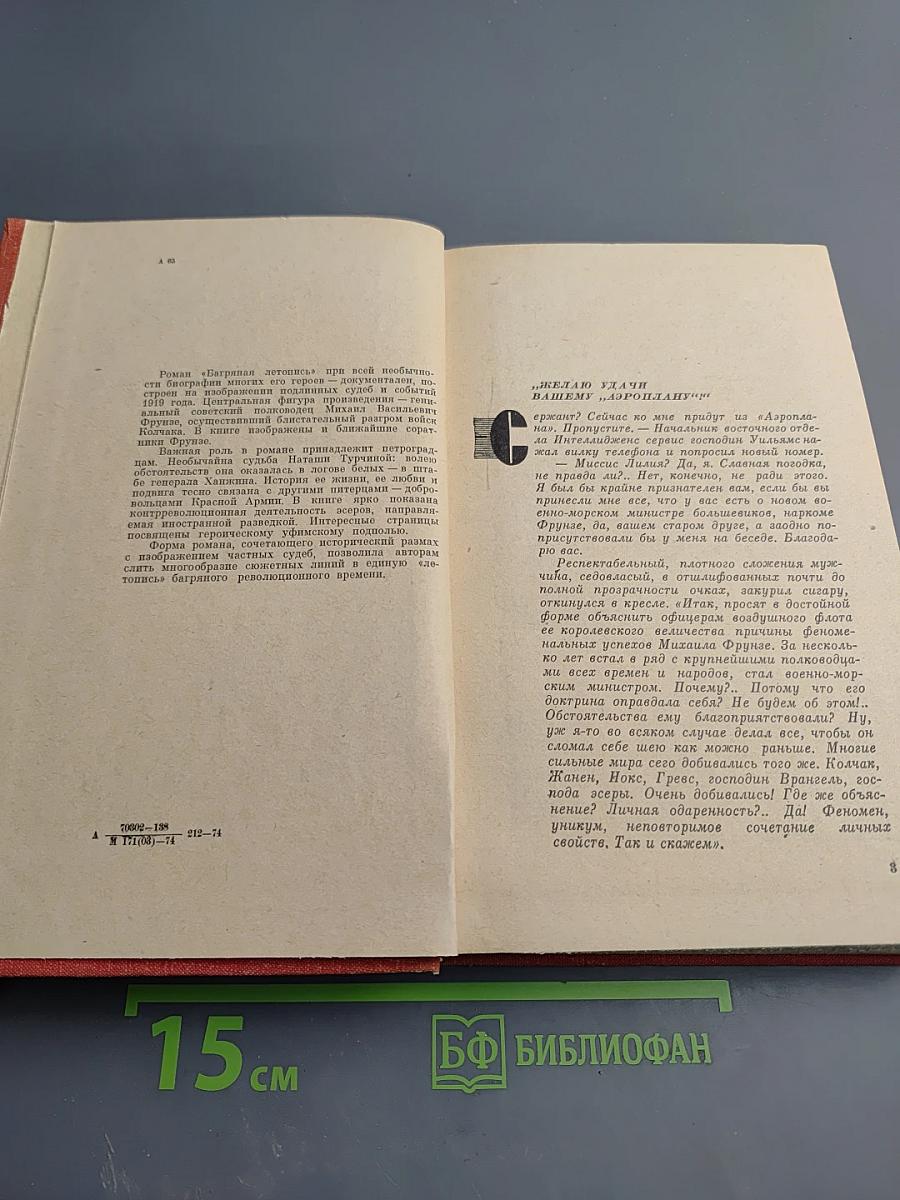 А 63
Роман «Багряная летопись» при всей необычно-
сти биографии многих его героев — документален, по-
строен на изображении подлинных судеб и событий
1919 года. Центральная фигура произведения — гени-
альный советский полководец Михаил Васильевич
Фрунзе, осуществивший блистательный разгром войск
Колчака. В книге изображены и ближайшие сорат-
ники Фрунзе.
Важная роль в романе принадлежит петроград-
цам. Необычайна судьба Наташи Турчиной: волею
обстоятельств она оказалась в логове белых — в шта-
бе генерала Ханжина. История ее жизни, ее любви и
подвига тесно связана с другими питерцами — добро-
вольцами Красной Армии. В книге ярко показана
контрреволюционная деятельность эсеров, направля-
емая иностранной разведкой. Интересные страницы
посвящены героическому уфимскому подполью.
Форма романа, сочетающего исторический размах
с изображением частных судеб, позволила авторам
слить многообразие сюжетных линий в единую «ле-
топись» багряного революционного времени.
А 70302—138 / М 171(03)—74 212—74
„ЖЕЛАЮ УДАЧИ
ВАШЕМУ „АЭРОПЛАНУ“!“
Сержант? Сейчас ко мне придут из «Аэропла-
на». Пропустите. — Начальник восточного отде-
ла Интеллидженс сервис господин Уильямс на-
жал вилку телефона и попросил новый номер.
— Миссис Лилия? Да, я. Славная погодка,
не правда ли?.. Нет, конечно, не ради этого.
Я был бы крайне признателен вам, если бы вы
принесли мне все, что у вас есть о новом во-
енно-морском министре большевиков, наркоме
Фрунзе, да, вашем старом друге, а заодно по-
присутствовали бы у меня на беседе. Благода-
рю вас.
Респектабельный, плотного сложения муж-
чина, седовласый, в отшлифованных почти до
полной прозрачности очках, закурил сигару,
откинулся в кресле. «Итак, просят в достойной
форме объяснить офицерам воздушного флота
ее королевского величества причины феноме-
нальных успехов Михаила Фрунзе. За несколь-
ко лет встал в ряд с крупнейшими полководца-
ми всех времен и народов, стал военно-мор-
ским министром. Почему?.. Потому что его
доктрина оправдала себя? Не будем об этом!..
Обстоятельства ему благоприятствовали? Ну,
уж я-то во всяком случае делал все, чтобы он
сломал себе шею как можно раньше. Многие
сильные мира сего добивались того же. Колчак,
Жанен, Нокс, Гревс, господин Врангель, гос-
пода эсеры. Очень добивались! Где же объяс-
нение? Личная одаренность?.. Да! Феномен,
уникум, неповторимое сочетание личных
свойств. Так и скажем».
3
15 см
БФ БИБЛИОФАН